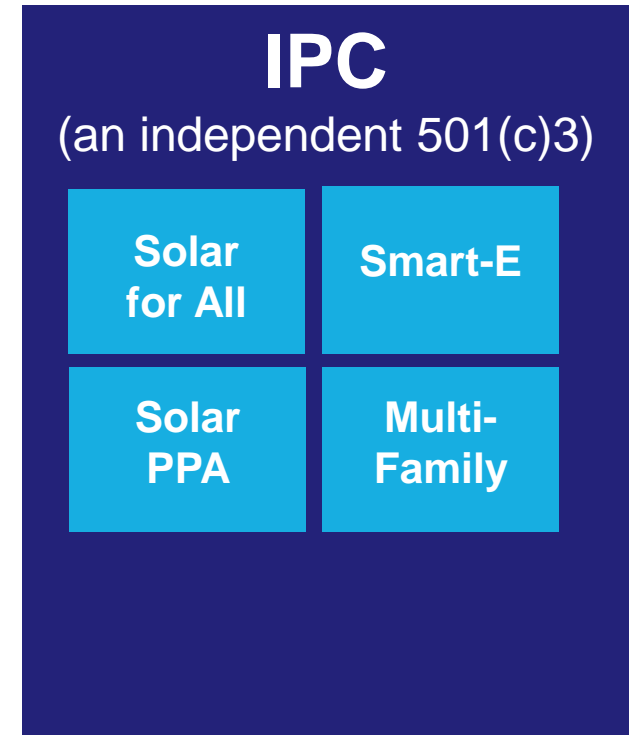 IPC
(an independent 501(c)3)
Solar
for All
Smart-E
Solar
PPA
Multi-
Family